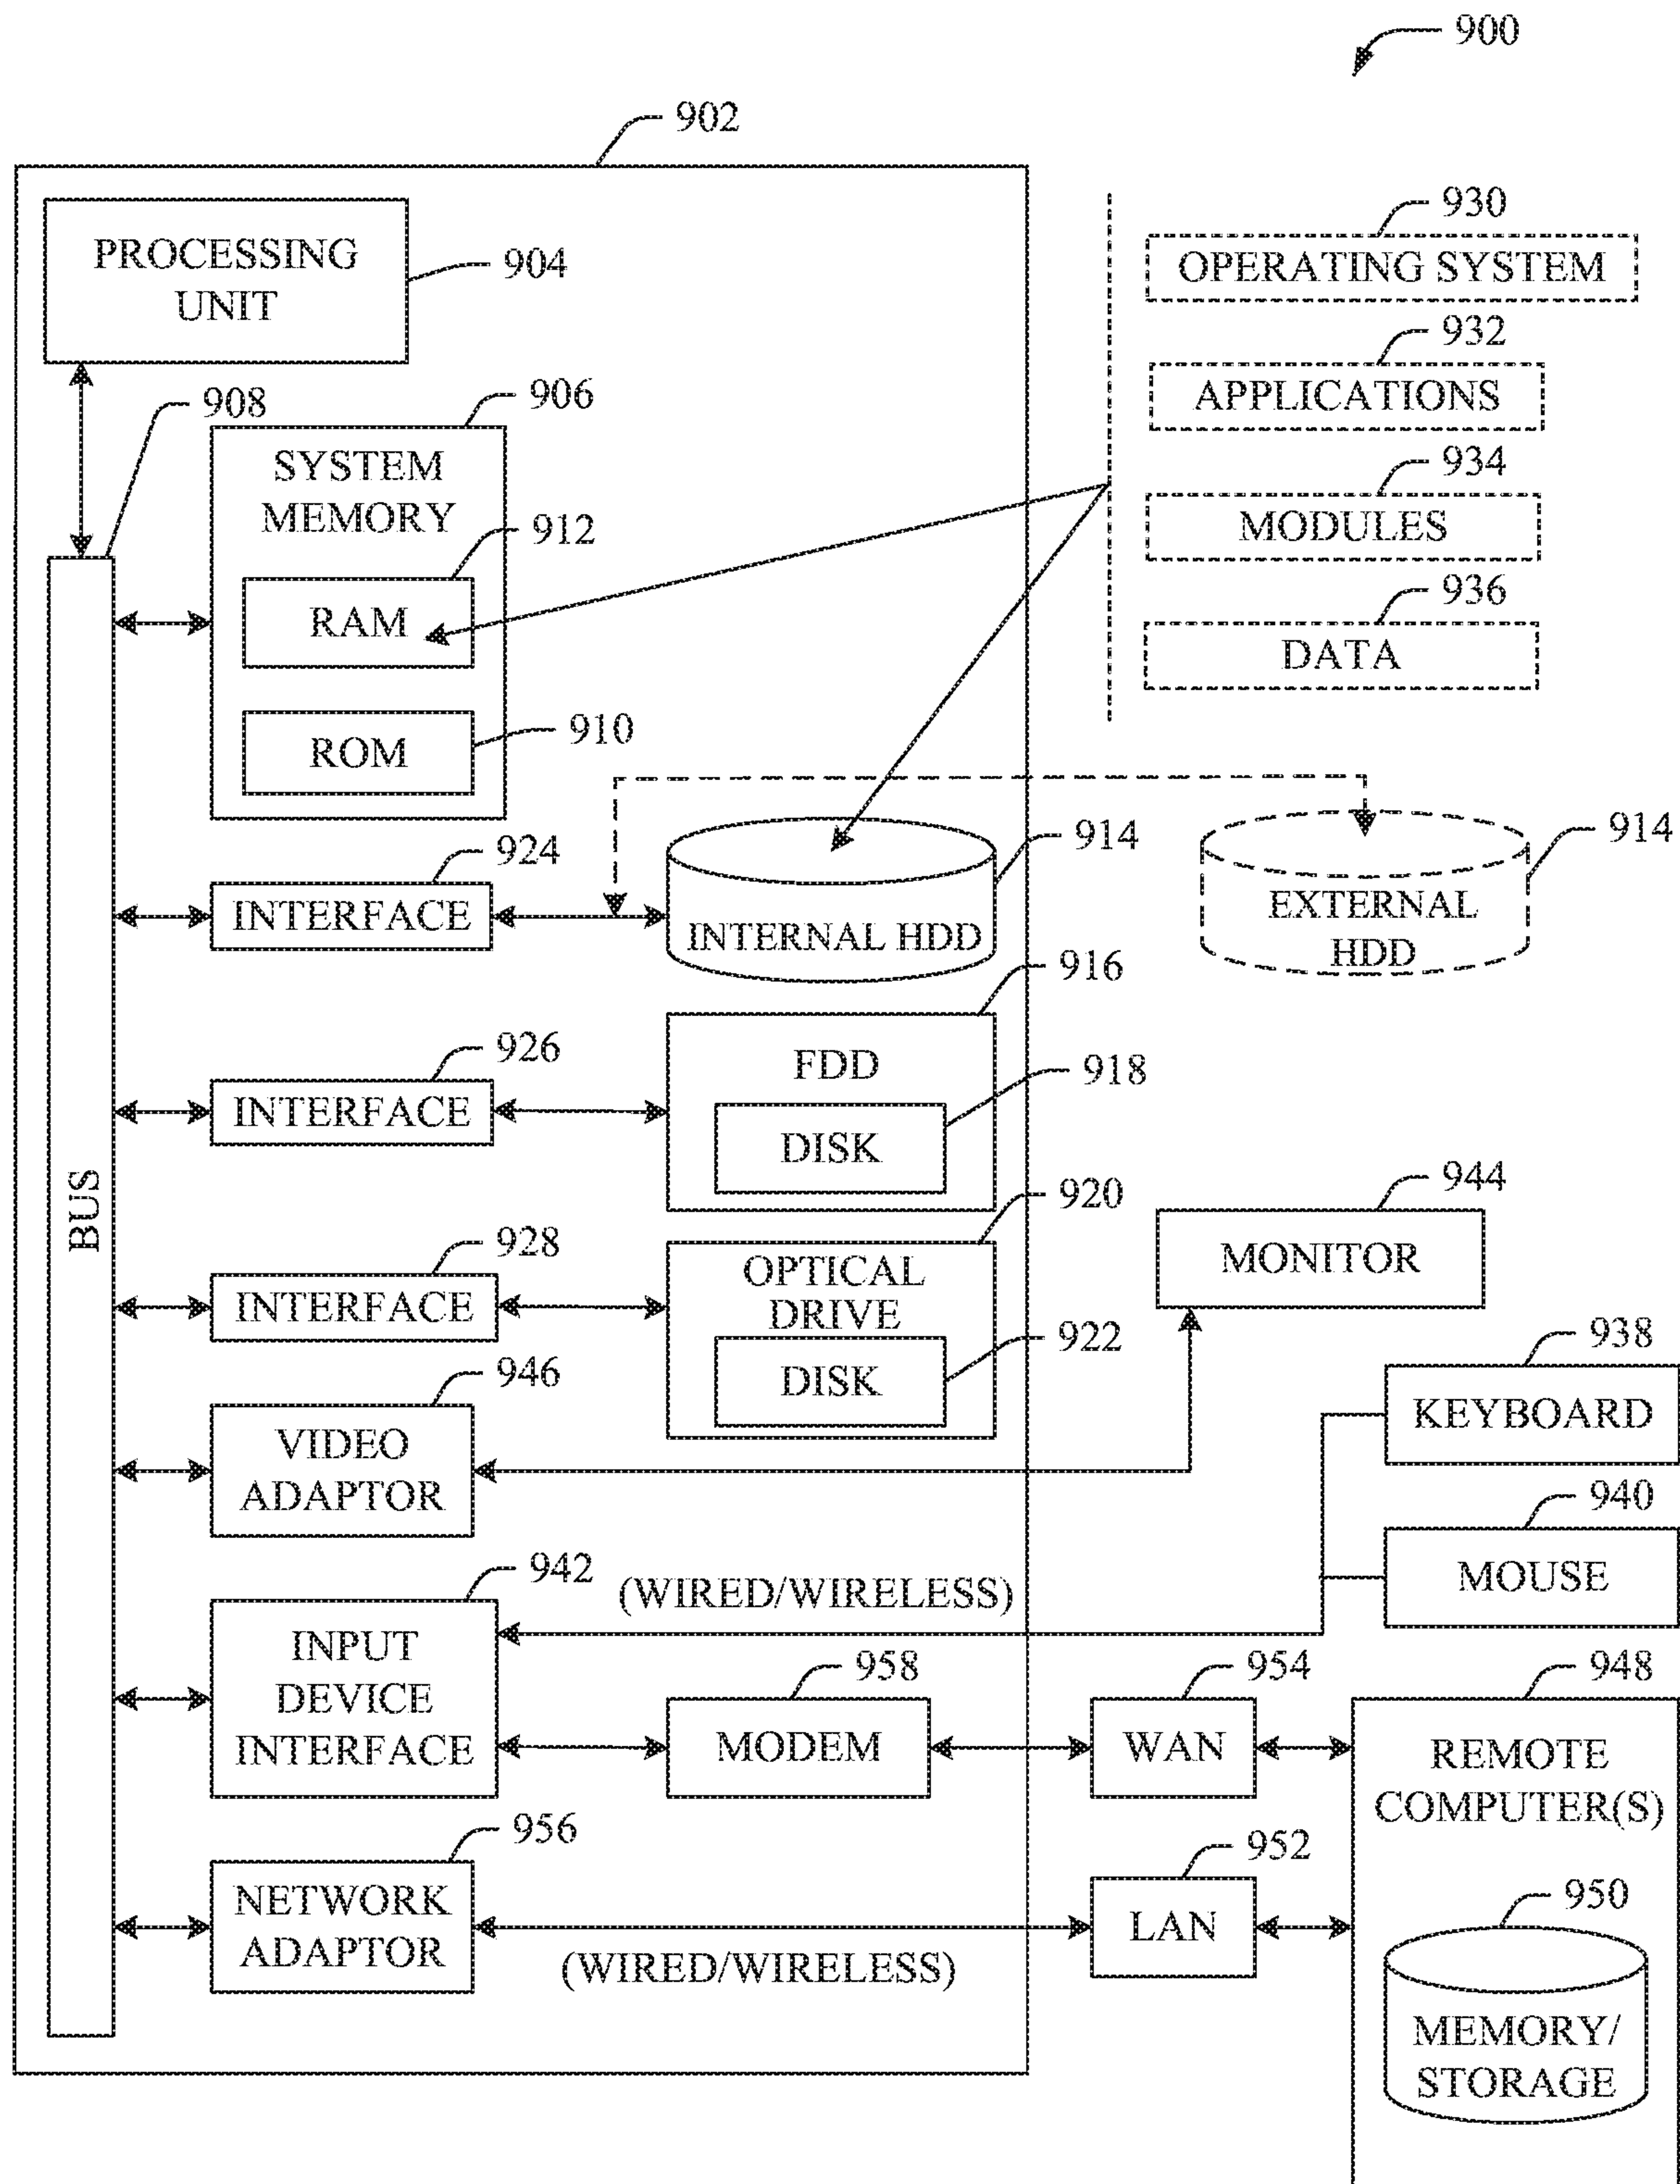 900
902
PROCESSING
UNIT
904
930
OPERATING SYSTEM
932
APPLICATIONS
934
MODULES
936
DATA
908
906
SYSTEM
MEMORY
912
RAM
910
ROM
924
INTERFACE
914
INTERNAL HDD
914
EXTERNAL
HDD
916
FDD
926
INTERFACE
918
DISK
BUS
920
OPTICAL
DRIVE
928
INTERFACE
922
DISK
944
MONITOR
946
VIDEO
ADAPTOR
938
KEYBOARD
940
MOUSE
942
INPUT
DEVICE
INTERFACE
(WIRED/WIRELESS)
958
MODEM
954
WAN
948
REMOTE
COMPUTER(S)
956
NETWORK
ADAPTOR
(WIRED/WIRELESS)
952
LAN
950
MEMORY/
STORAGE